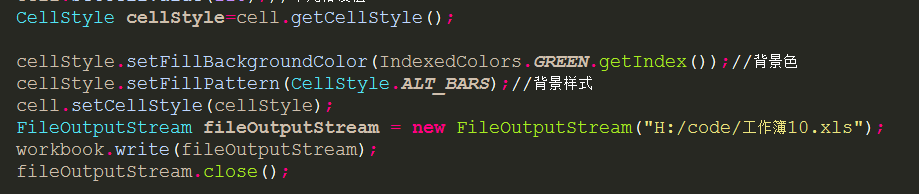 CellStyle cellStyle=cell.getCellStyle();
cellStyle.setFillBackgroundColor(IndexedColors.GREEN.getIndex());//背景色
cellStyle.setFillPattern(CellStyle.ALT_BARS);//背景样式
cell.setCellStyle(cellStyle);
FileOutputStream fileOutputStream = new FileOutputStream("H:/code/工作簿10.xls");
workbook.write(fileOutputStream);
fileOutputStream.close();